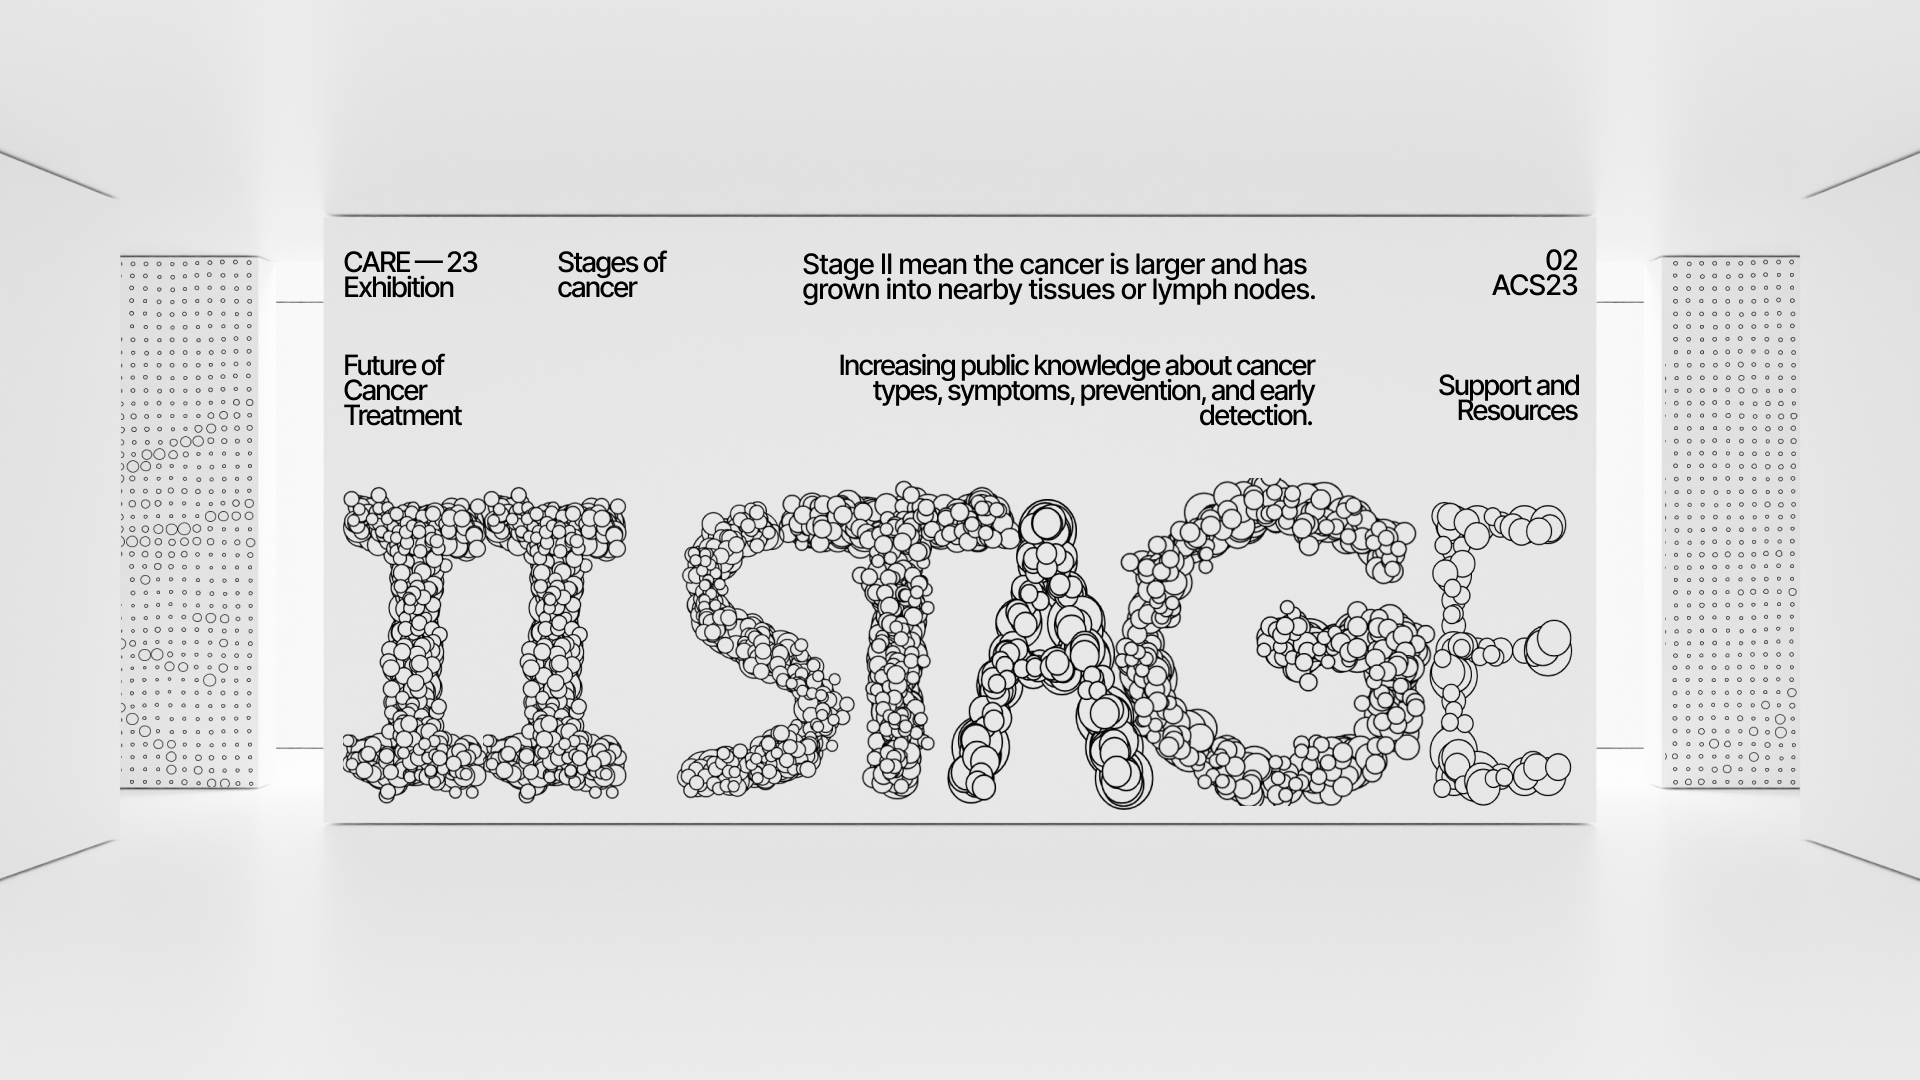 CARE — 23
Exhibition
Stages of
cancer
Stage II mean the cancer is larger and has
grown into nearby tissues or lymph nodes.
02
ACS23
Future of
Cancer
Treatment
Increasing public knowledge about cancer
types, symptoms, prevention, and early
detection.
Support and
Resources
II STAGE